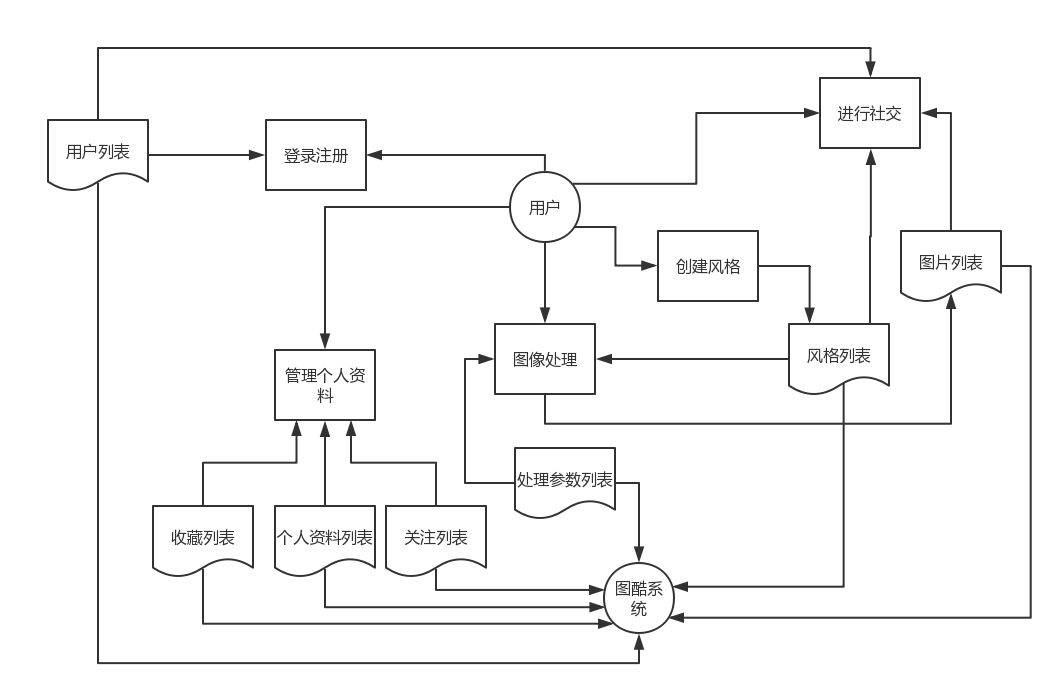 进行社交
用户列表
登录注册
用户
创建风格
图片列表
图像处理
风格列表
管理个人资
料
处理参数列表
收藏列表
个人资料列表
关注列表
图酷系
统